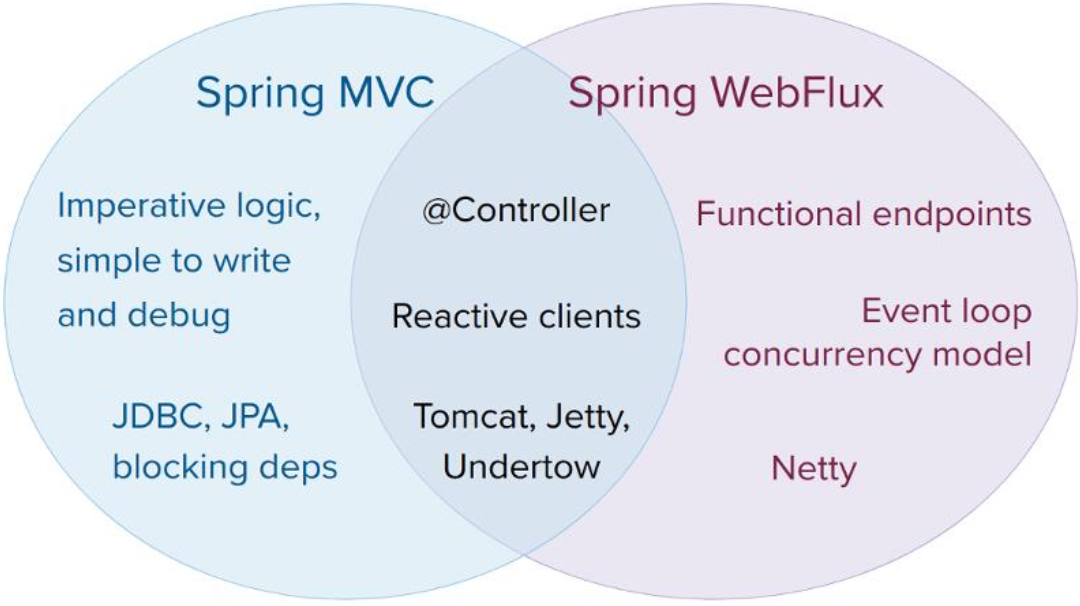 Spring MVC
Spring WebFlux
Imperative logic,
simple to write
and debug
JDBC, JPA,
blocking deps
@Controller
Reactive clients
Tomcat, Jetty,
Undertow
Functional endpoints
Event loop
concurrency model
Netty